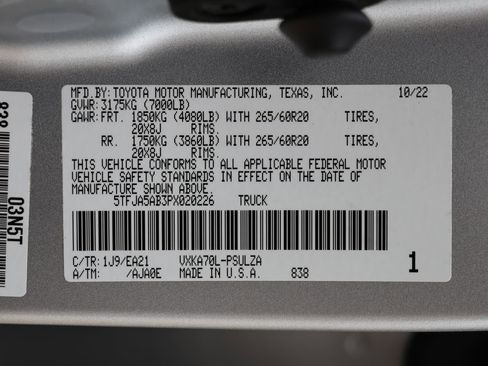 MFD.BY: TOYOTA MOTOR MANUFACTURING, TEXAS, INC. 10/22
GVWR: 3175KG (7000LB)
GAWR: FRT. 1850KG (4080LB) WITH 265/60R20 TIRES,
20X8J RIMS.
RR. 1750KG (3860LB) WITH 265/60R20 TIRES,
20X8J RIMS.
THIS VEHICLE CONFORMS TO ALL APPLICABLE FEDERAL MOTOR
VEHICLE SAFETY STANDARDS IN EFFECT ON THE DATE OF
MANUFACTURE SHOWN ABOVE.
5TFJA5AB3PX020226 TRUCK
C/TR: 1J9/EA21 VXKA70L-PSULZA
A/TM: /AJA0E MADE IN U.S.A. 838 1
838
03N5T